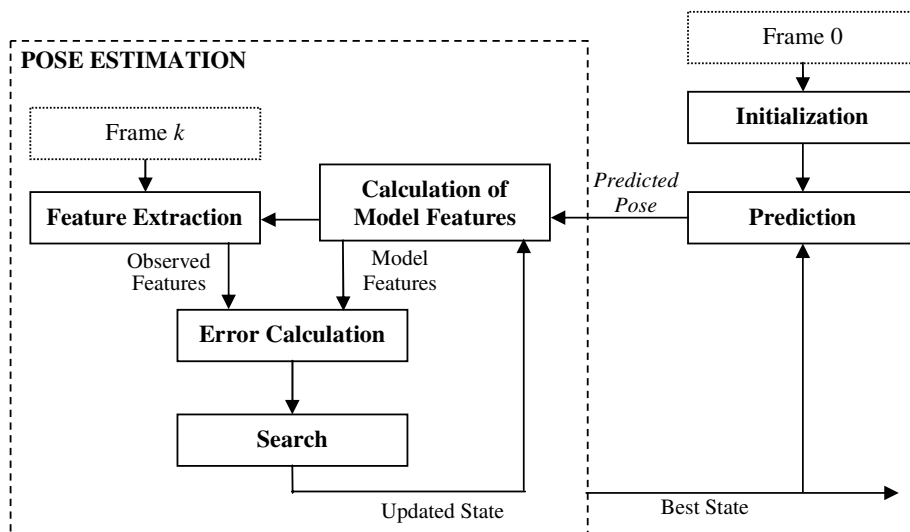 Frame 0
POSE ESTIMATION
Initialization
Frame k
Calculation of
Model Features
Predicted
Pose
Feature Extraction
Prediction
Observed
Features
Model
Features
Error Calculation
Search
Updated State
Best State